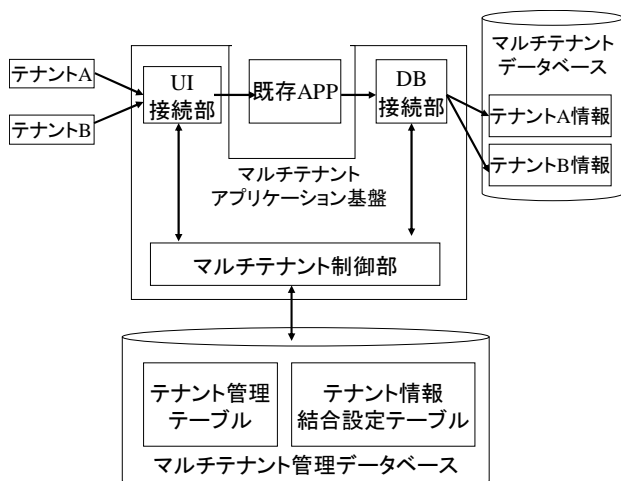 マルチテナント
データベース
テナントA
テナントB
UI
接続部
既存APP
DB
接続部
テナントA情報
テナントB情報
マルチテナント
アプリケーション基盤
マルチテナント制御部
テナント管理
テーブル
テナント情報
結合設定テーブル
マルチテナント管理データベース